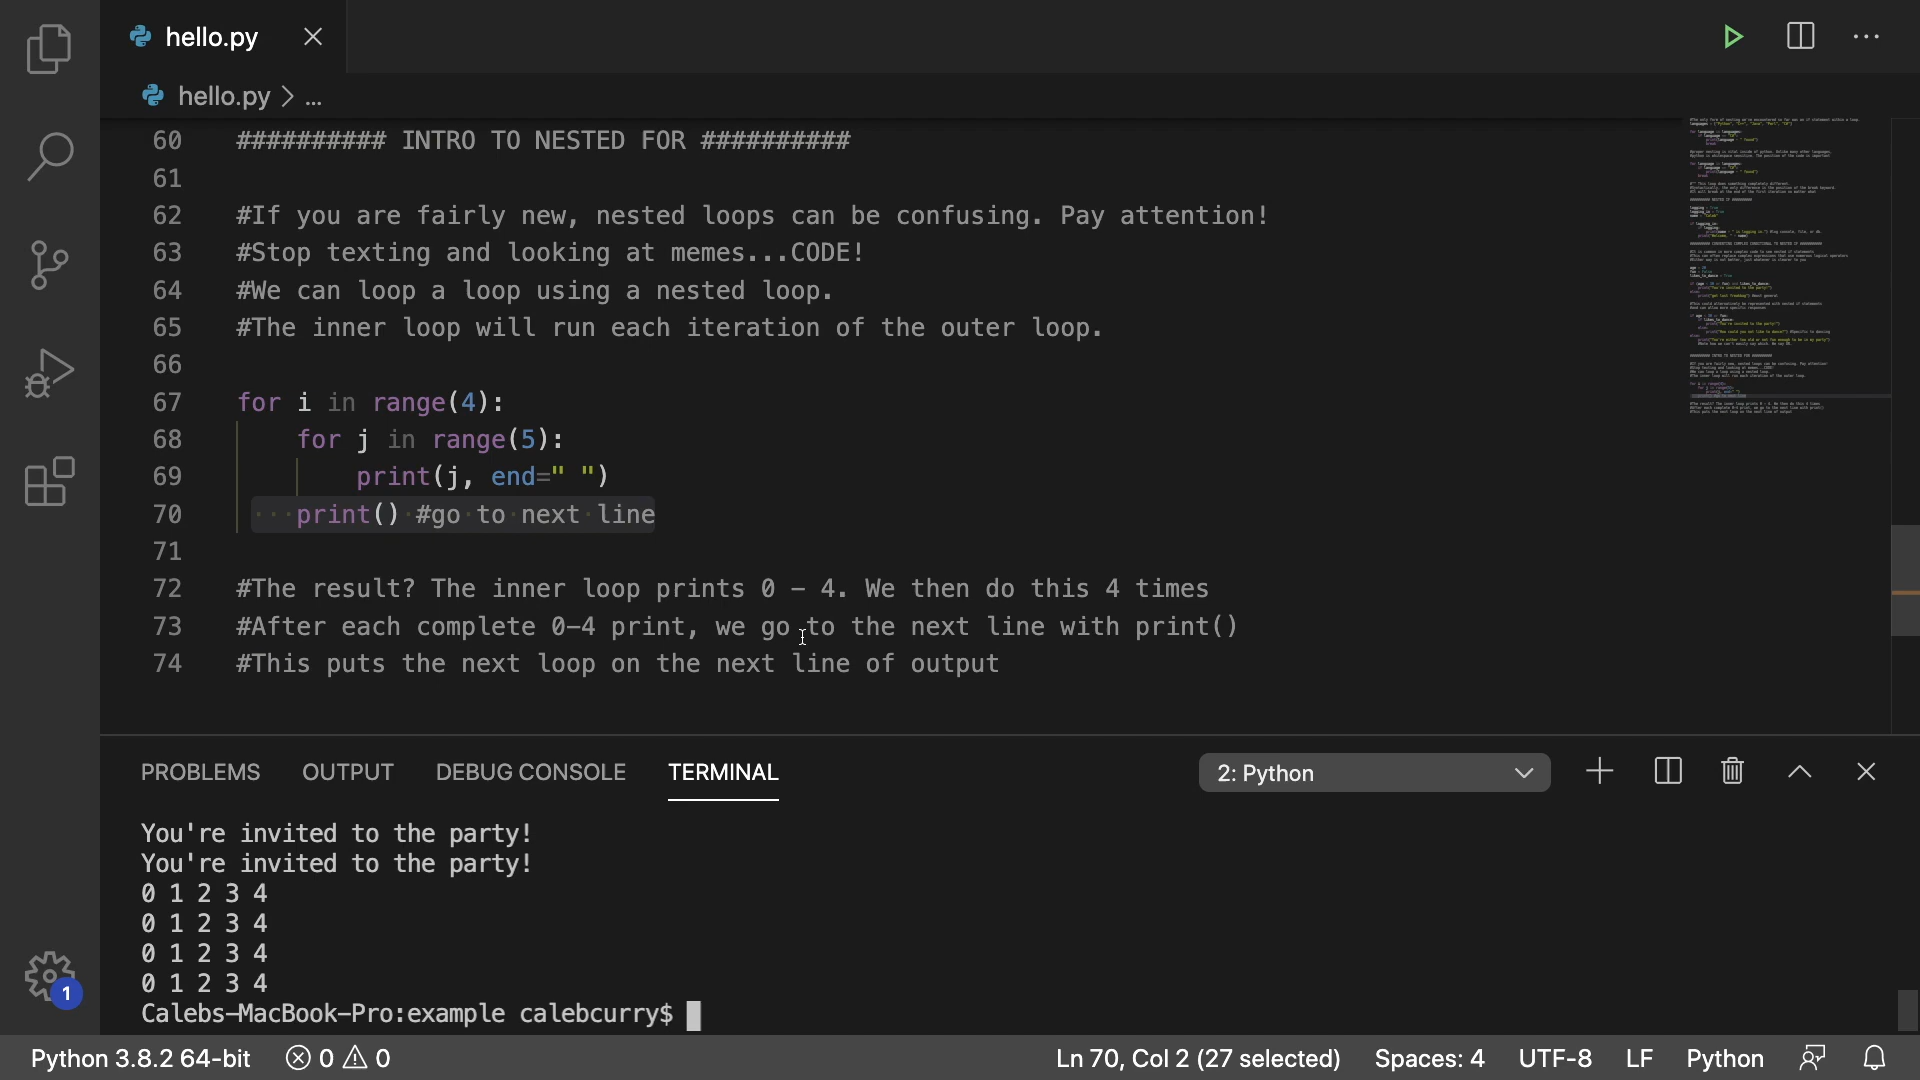 hello.py
hello.py > ...
60 ########## INTRO TO NESTED FOR ##########
61
62 #If you are fairly new, nested loops can be confusing. Pay attention!
63 #Stop texting and looking at memes...CODE!
64 #We can loop a loop using a nested loop.
65 #The inner loop will run each iteration of the outer loop.
66
67 for i in range(4):
68     for j in range(5):
69         print(j, end=" ")
70     print() #go to next line
71
72 #The result? The inner loop prints 0 - 4. We then do this 4 times
73 #After each complete 0-4 print, we go to the next line with print()
74 #This puts the next loop on the next line of output
PROBLEMS OUTPUT DEBUG CONSOLE TERMINAL 2: Python
You're invited to the party!
You're invited to the party!
0 1 2 3 4
0 1 2 3 4
0 1 2 3 4
0 1 2 3 4
Calebs-MacBook-Pro:example calebcurry$
1
Python 3.8.2 64-bit 0 0 Ln 70, Col 2 (27 selected) Spaces: 4 UTF-8 LF Python